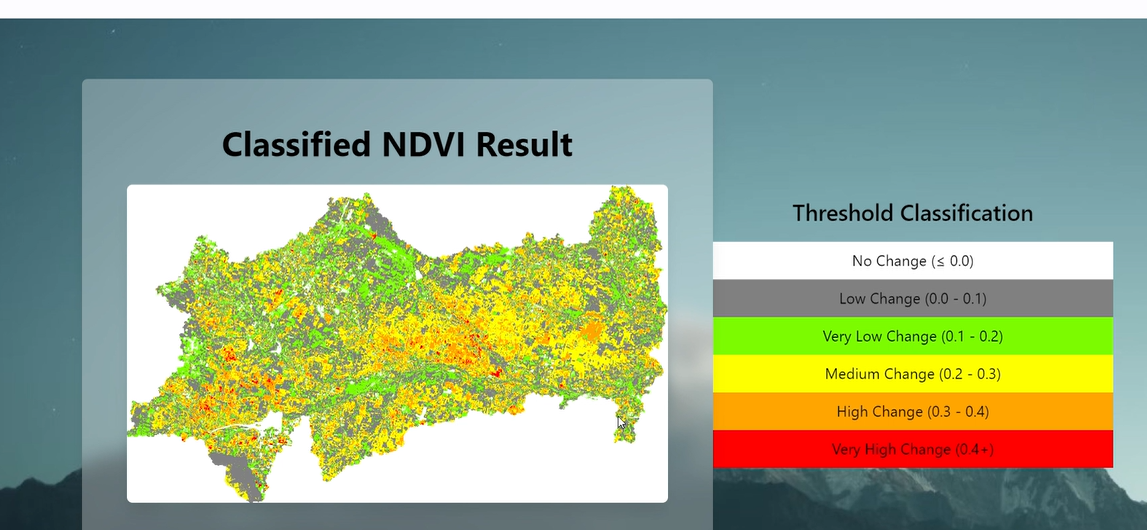 Classified NDVI Result
Threshold Classification
No Change (≤ 0.0)
Low Change (0.0 - 0.1)
Very Low Change (0.1 - 0.2)
Medium Change (0.2 - 0.3)
High Change (0.3 - 0.4)
Very High Change (0.4+)